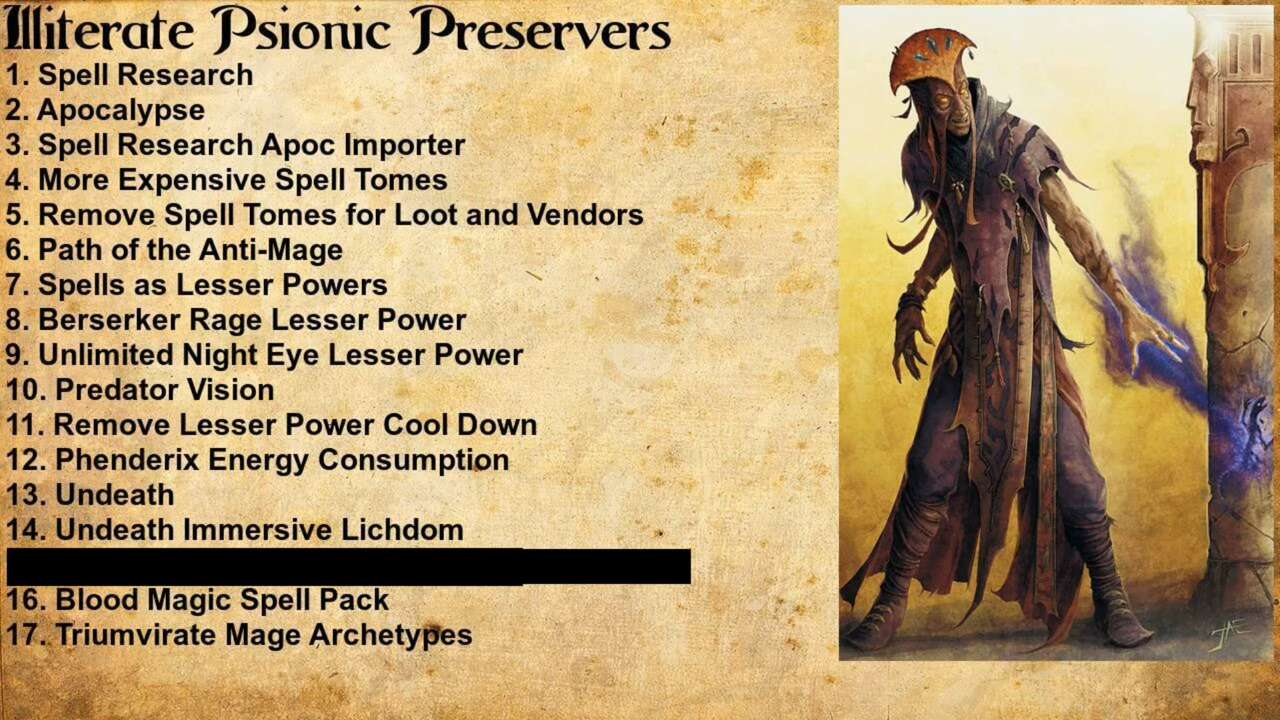 Illiterate Psionic Preservers
1. Spell Research
2. Apocalypse
3. Spell Research Apoc Importer
4. More Expensive Spell Tomes
5. Remove Spell Tomes for Loot and Vendors
6. Path of the Anti-Mage
7. Spells as Lesser Powers
8. Berserker Rage Lesser Power
9. Unlimited Night Eye Lesser Power
10. Predator Vision
11. Remove Lesser Power Cool Down
12. Phenderix Energy Consumption
13. Undeath
14. Undeath Immersive Lichdom
16. Blood Magic Spell Pack
17. Triumvirate Mage Archetypes
JAE